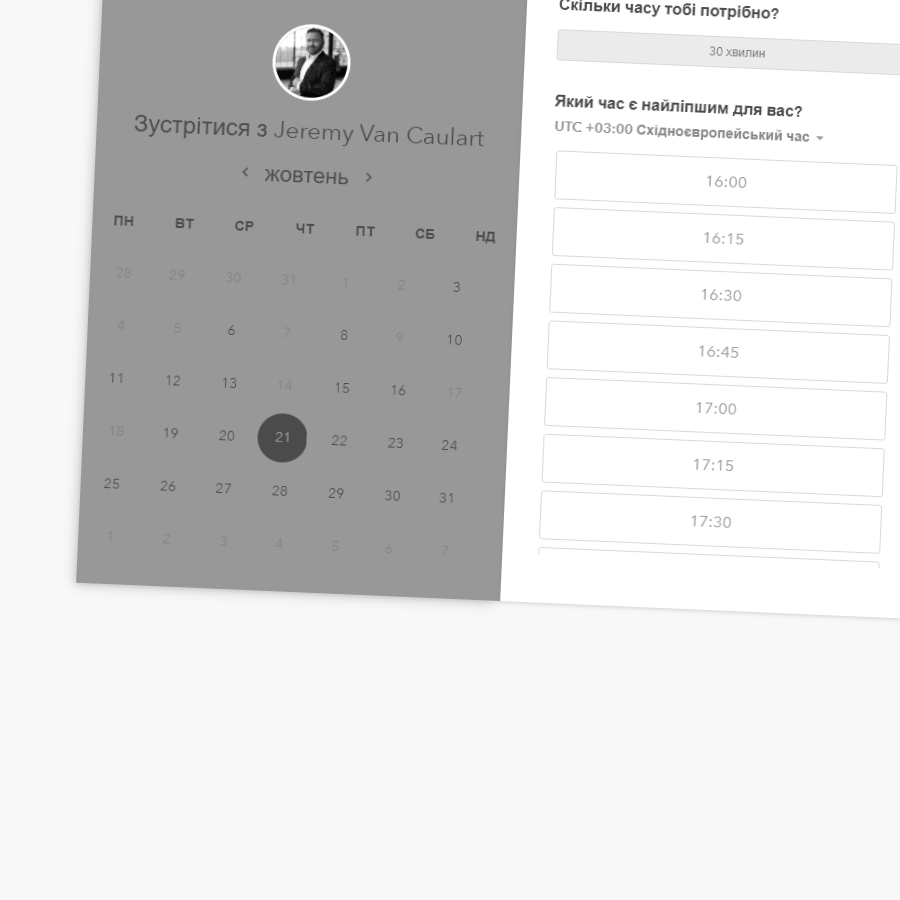 Зустрітися з Jeremy Van Caulart
жовтень
ПН ВТ СР ЧТ ПТ СБ НД
28 29 30 31 1 2 3
4 5 6 7 8 9 10
11 12 13 14 15 16 17
18 19 20 21 22 23 24
25 26 27 28 29 30 31
1 2 3 4 5 6 7
Скільки часу тобі потрібно?
30 хвилин
Який час є найліпшим для вас?
UTC +03:00 Східноєвропейський час
16:00
16:15
16:30
16:45
17:00
17:15
17:30